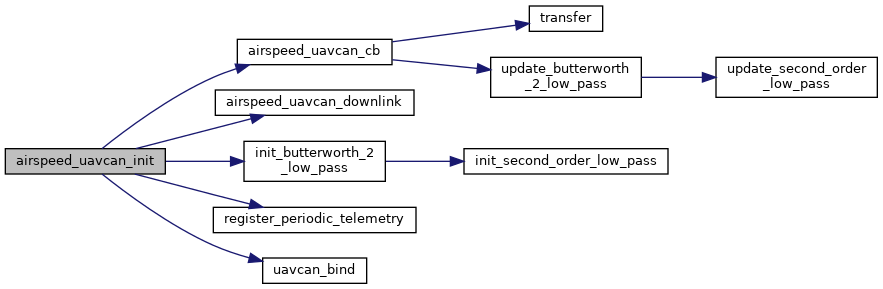 airspeed_uavcan_init
airspeed_uavcan_cb
transfer
update_butterworth
_2_low_pass
update_second_order
_low_pass
airspeed_uavcan_downlink
init_butterworth_2
_low_pass
init_second_order_low_pass
register_periodic_telemetry
uavcan_bind